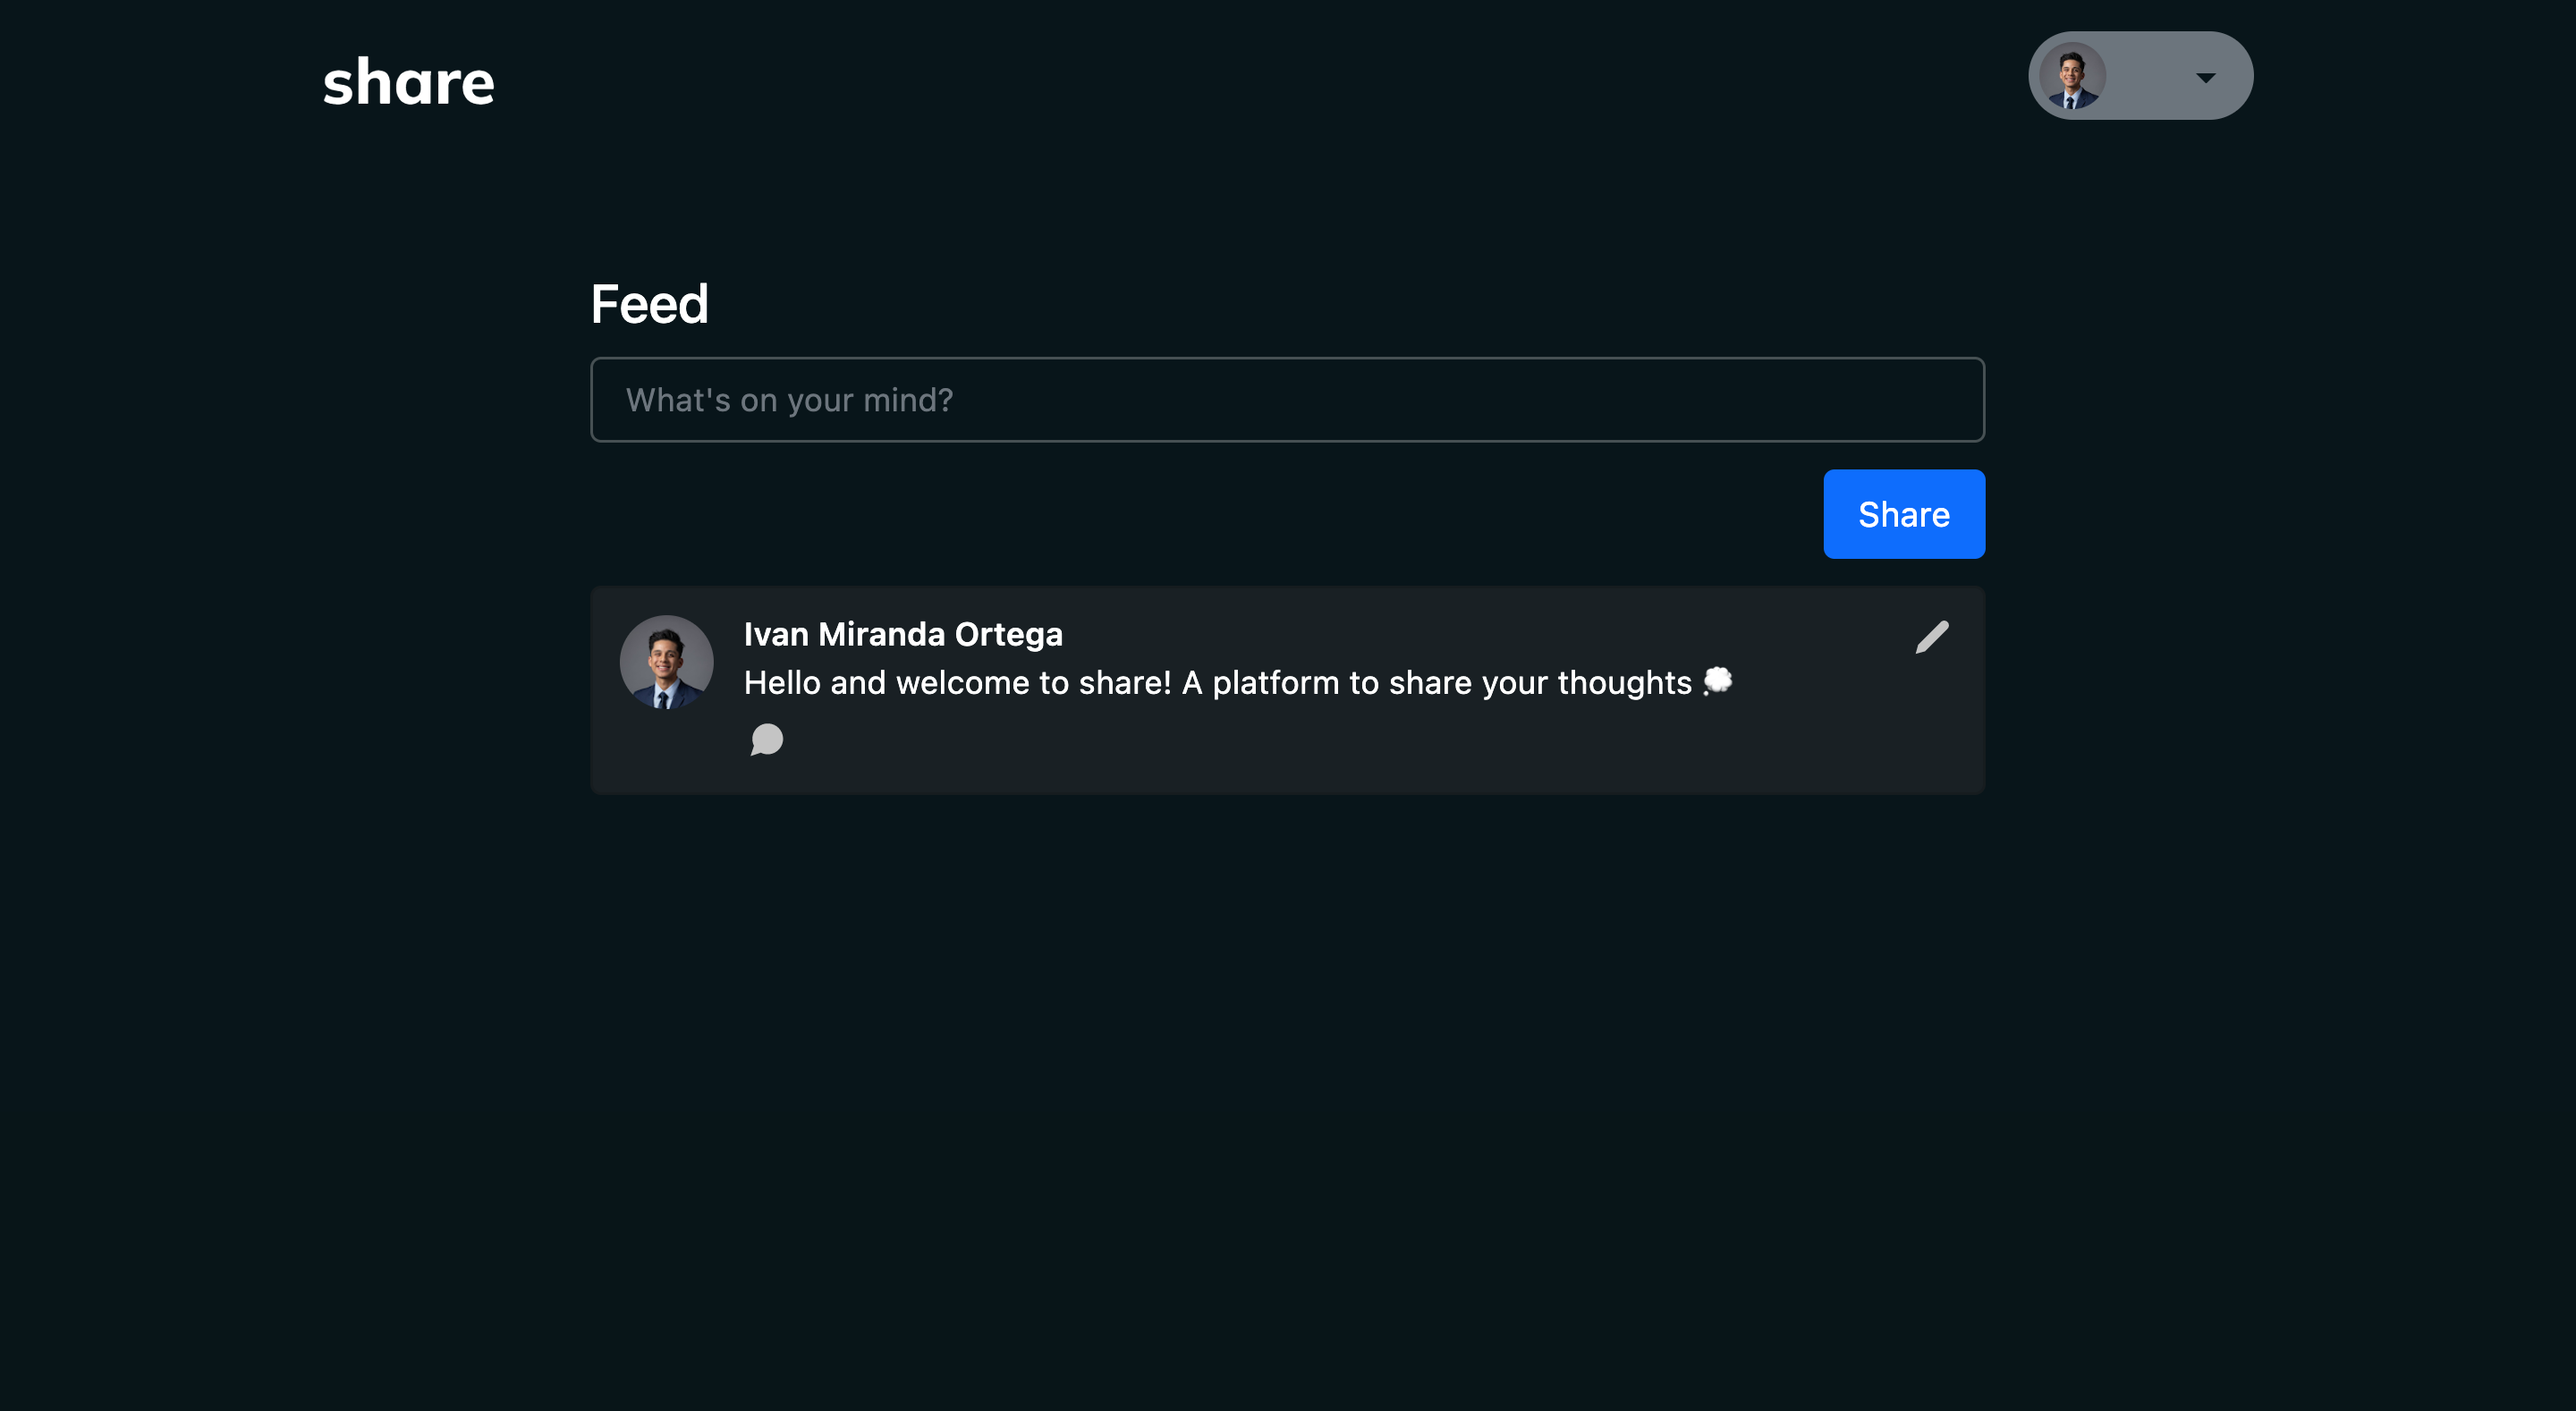 share
Feed
What's on your mind?
Share
Ivan Miranda Ortega
Hello and welcome to share! A platform to share your thoughts 💭